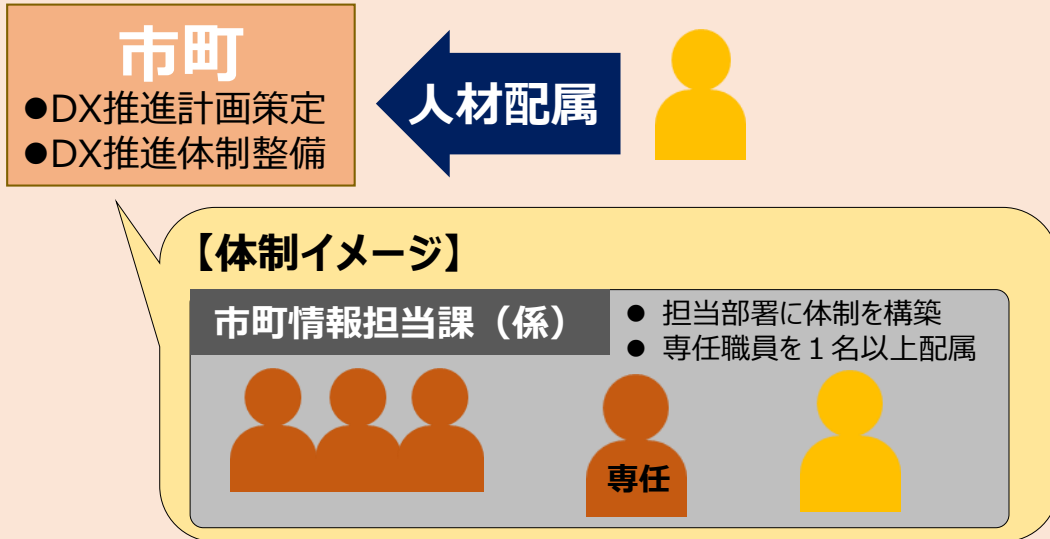 市町
●DX推進計画策定
●DX推進体制整備
人材配属
【体制イメージ】
市町情報担当課（係）
● 担当部署に体制を構築
● 専任職員を１名以上配属
専任